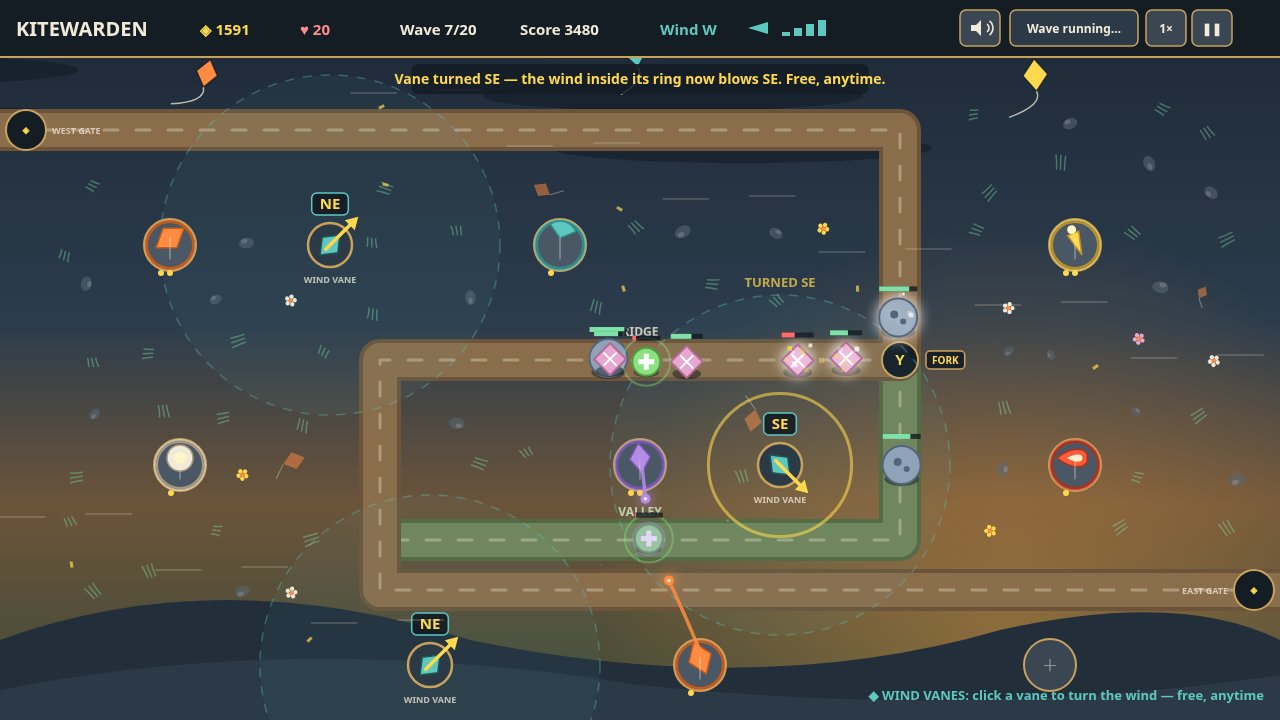 KITEWARDEN
◈ 1591
♥ 20
Wave 7/20
Score 3480
Wind W
Wave running...
1×
Vane turned SE — the wind inside its ring now blows SE. Free, anytime.
WEST GATE
NE
WIND VANE
TURNED SE
Y
FORK
SE
WIND VANE
VALLEY
EAST GATE
NE
WIND VANE
+
◆ WIND VANES: click a vane to turn the wind — free, anytime